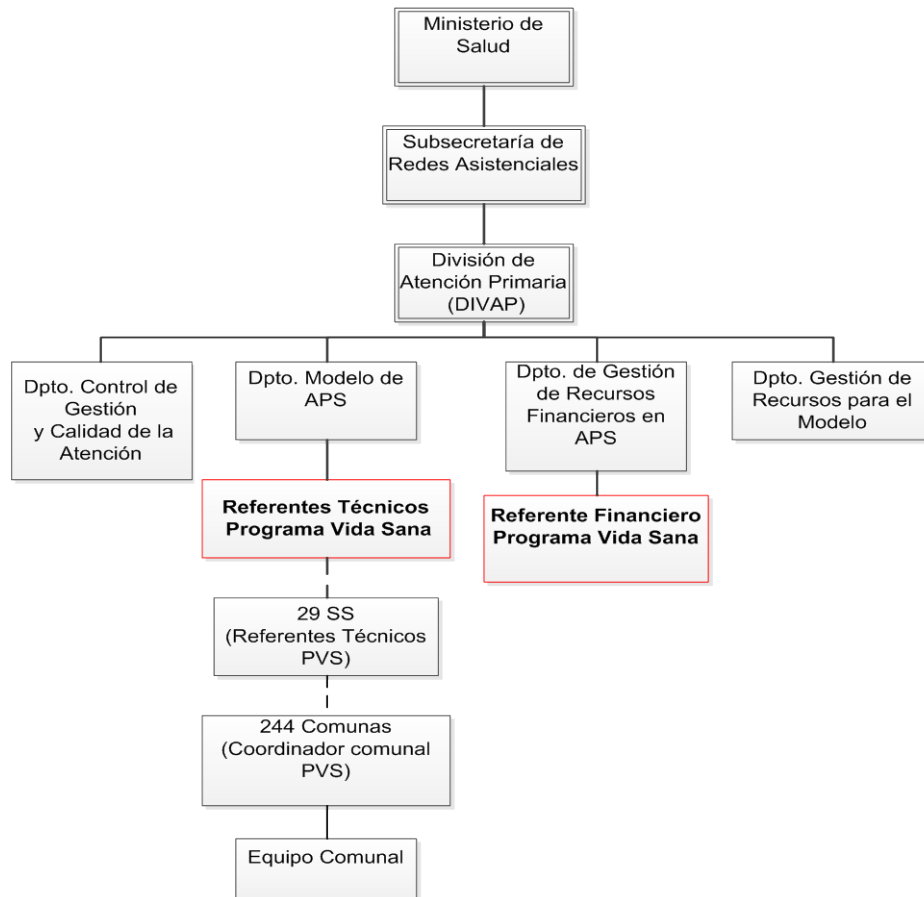 Ministerio de
Salud
Subsecretaría de
Redes Asistenciales
División de
Atención Primaria
(DIVAP)
Dpto. Control de
Gestión
y Calidad de la
Atención
Dpto. Modelo de
APS
Dpto. de Gestión
de Recursos
Financieros en
APS
Dpto. Gestión de
Recursos para el
Modelo
Referentes Técnicos
Programa Vida Sana
Referente Financiero
Programa Vida Sana
29 SS
(Referentes Técnicos
PVS)
244 Comunas
(Coordinador comunal
PVS)
Equipo Comunal